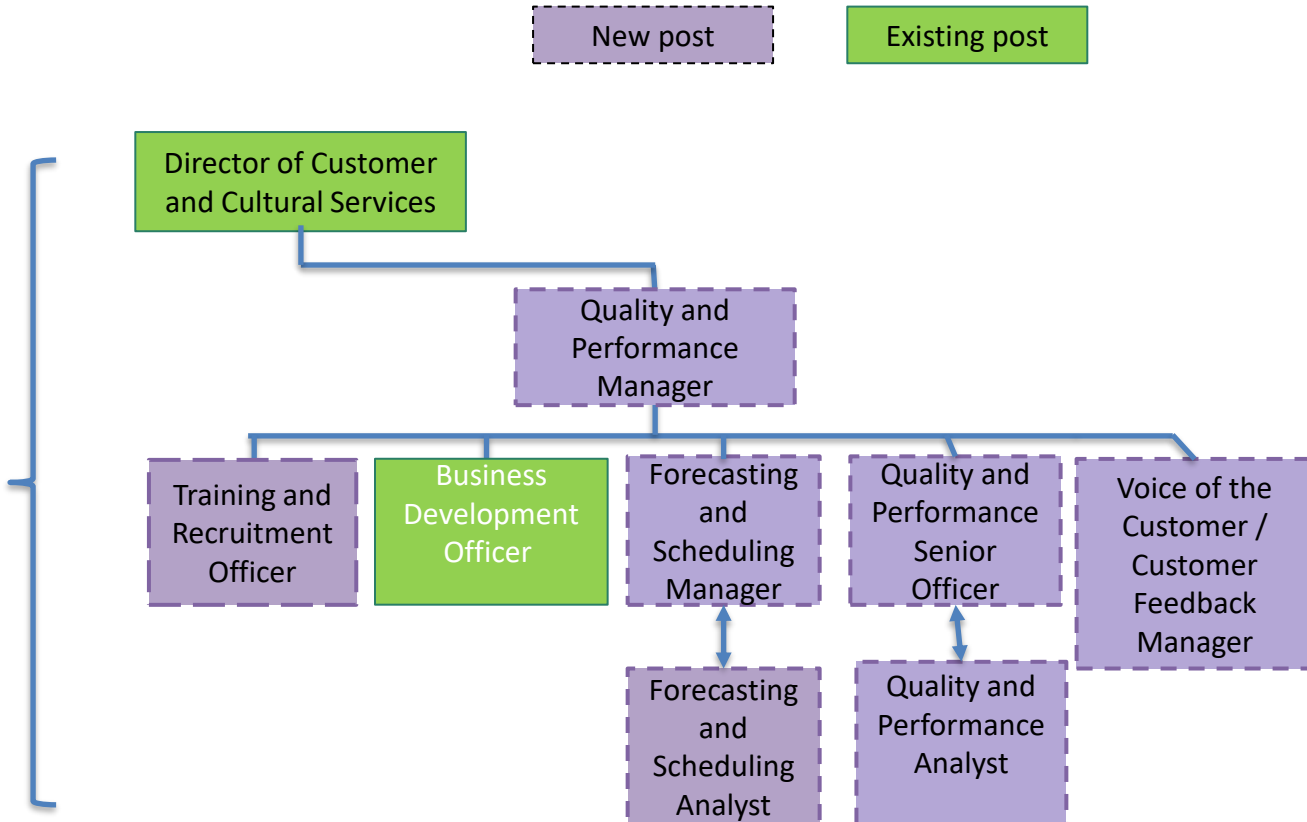 New post
Existing post
Director of Customer
and Cultural Services
Quality and
Performance
Manager
Training and
Recruitment
Officer
Business
Development
Officer
Forecasting
and
Scheduling
Manager
Quality and
Performance
Senior
Officer
Voice of the
Customer /
Customer
Feedback
Manager
Forecasting
and
Scheduling
Analyst
Quality and
Performance
Analyst